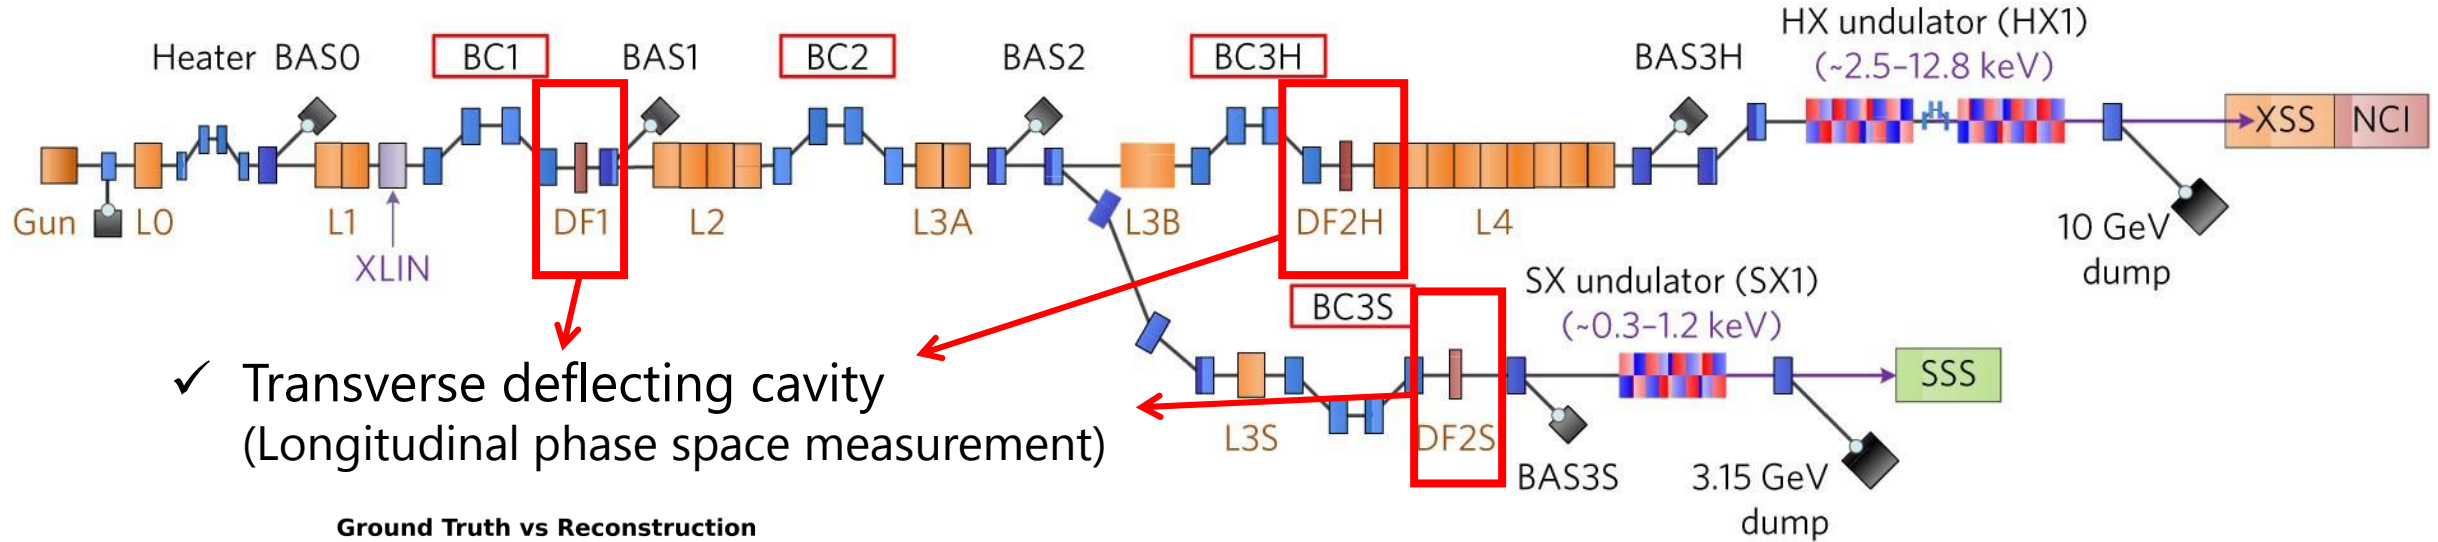 HX undulator (HX1)
Heater BAS0 BC1 BAS1 BC2 BAS2 BC3H BAS3H (~2.5–12.8 keV)
XSS NCI
Gun L0 L1 DF1 L2 L3A L3B DF2H L4 10 GeV
dump
XLIN
SX undulator (SX1)
BC3S (~0.3–1.2 keV)
✓ Transverse deflecting cavity
SSS
(Longitudinal phase space measurement)
L3S DF2S
BAS3S 3.15 GeV
dump
Ground Truth vs Reconstruction